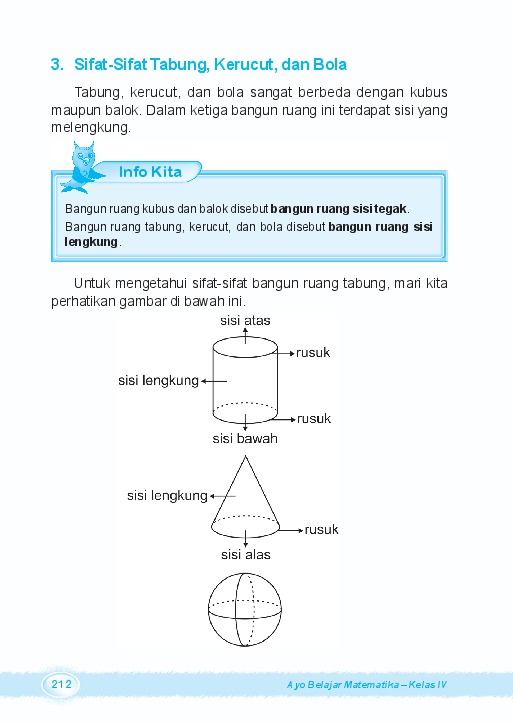 3. Sifat-Sifat Tabung, Kerucut, dan Bola
Tabung, kerucut, dan bola sangat berbeda dengan kubus
maupun balok. Dalam ketiga bangun ruang ini terdapat sisi yang
melengkung.
Info Kita
Bangun ruang kubus dan balok disebut bangun ruang sisi tegak.
Bangun ruang tabung, kerucut, dan bola disebut bangun ruang sisi
lengkung.
Untuk mengetahui sifat-sifat bangun ruang tabung, mari kita
perhatikan gambar di bawah ini.
sisi atas
rusuk
sisi lengkung
rusuk
sisi bawah
sisi lengkung
rusuk
sisi alas
212
Ayo Belajar Matematika – Kelas IV